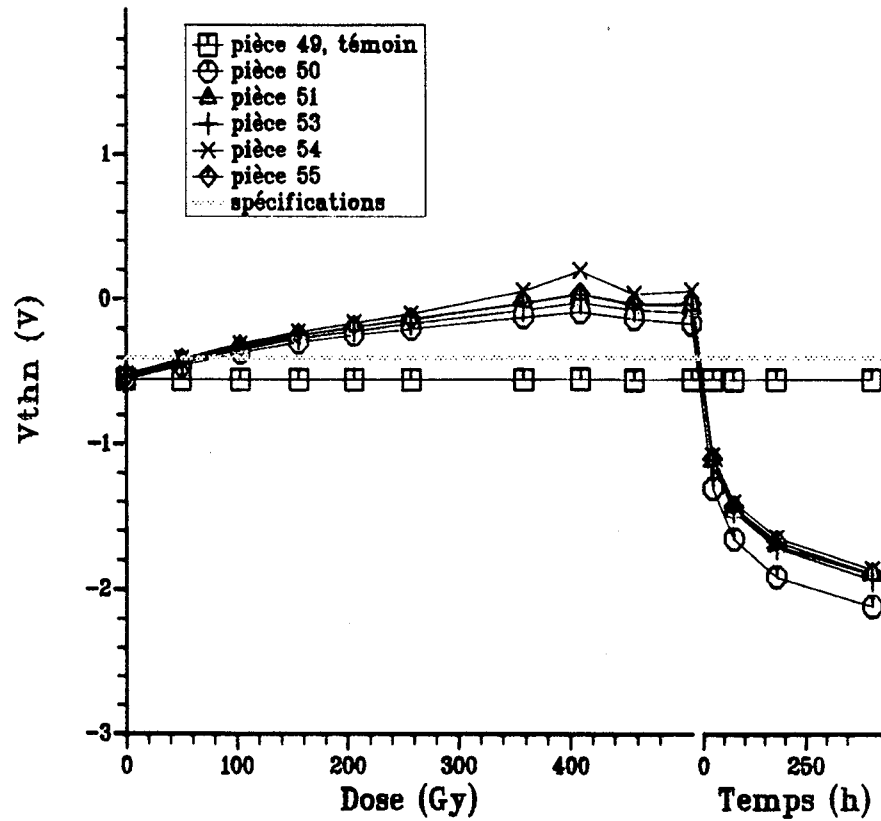 pièce 49, témoin
pièce 50
pièce 51
pièce 53
pièce 54
pièce 55
spécifications
1
0
-1
-2
-3
Vthn (V)
0 100 200 300 400 0 250
Dose (Gy) Temps (h)